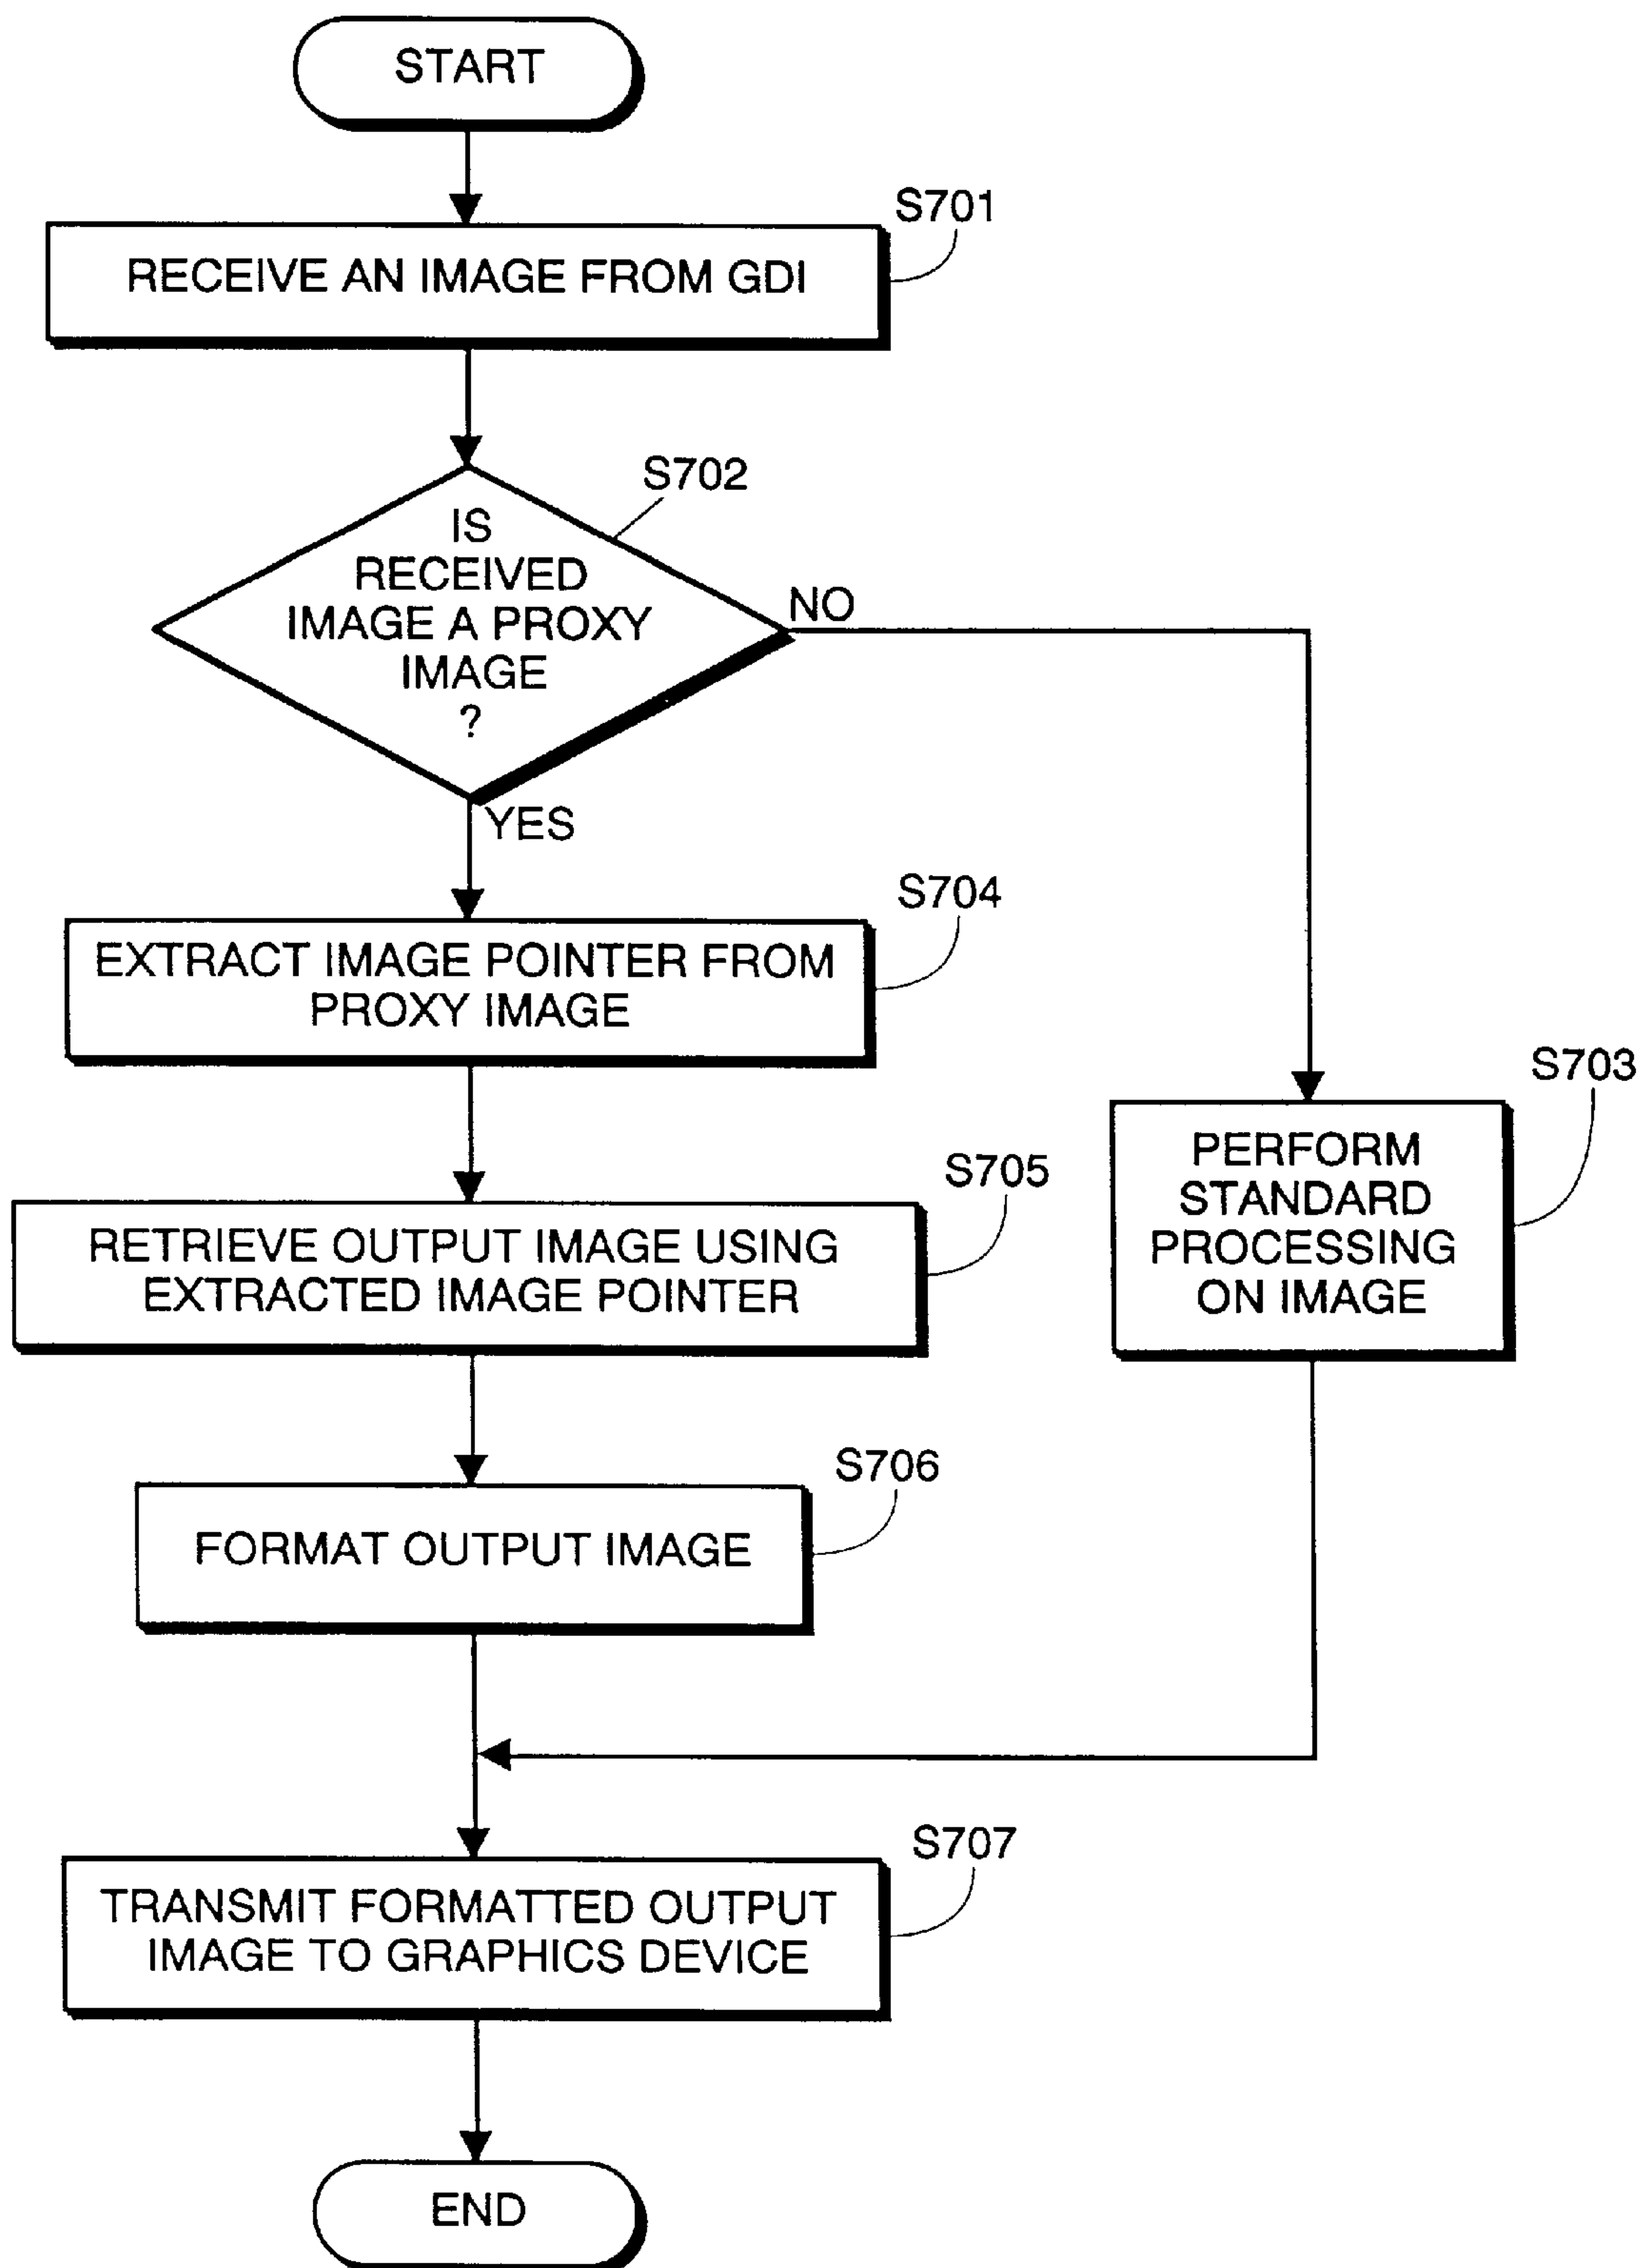 START
S701
RECEIVE AN IMAGE FROM GDI
S702
IS
RECEIVED
IMAGE A PROXY
IMAGE
?
NO
YES
S704
EXTRACT IMAGE POINTER FROM
PROXY IMAGE
S703
PERFORM
STANDARD
PROCESSING
ON IMAGE
S705
RETRIEVE OUTPUT IMAGE USING
EXTRACTED IMAGE POINTER
S706
FORMAT OUTPUT IMAGE
S707
TRANSMIT FORMATTED OUTPUT
IMAGE TO GRAPHICS DEVICE
END